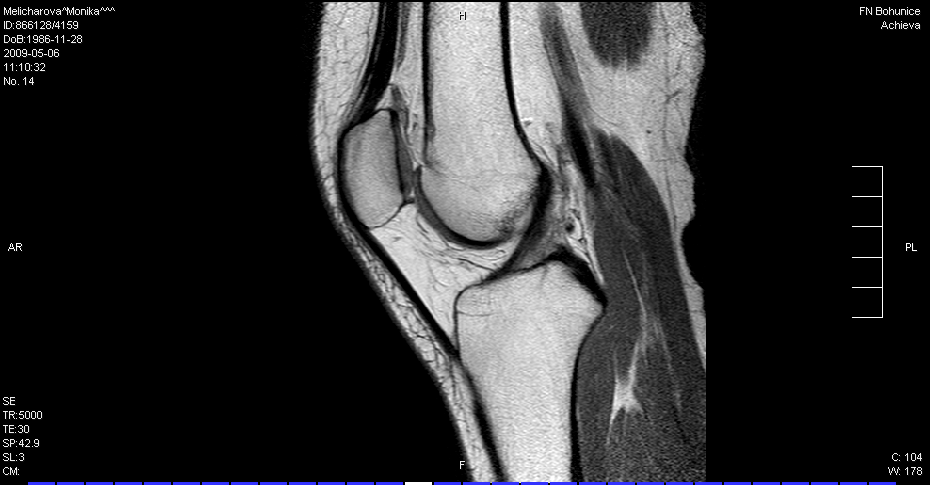 Melicharova^Monika^^^
ID:866128/4159
DoB:1986-11-28
2009-05-06
11:10:32
No. 14
FN Bohunice
Achieva
H
AR
PL
SE
TR:5000
TE:30
SP:42.9
SL:3
CM:
F
C: 104
W: 178